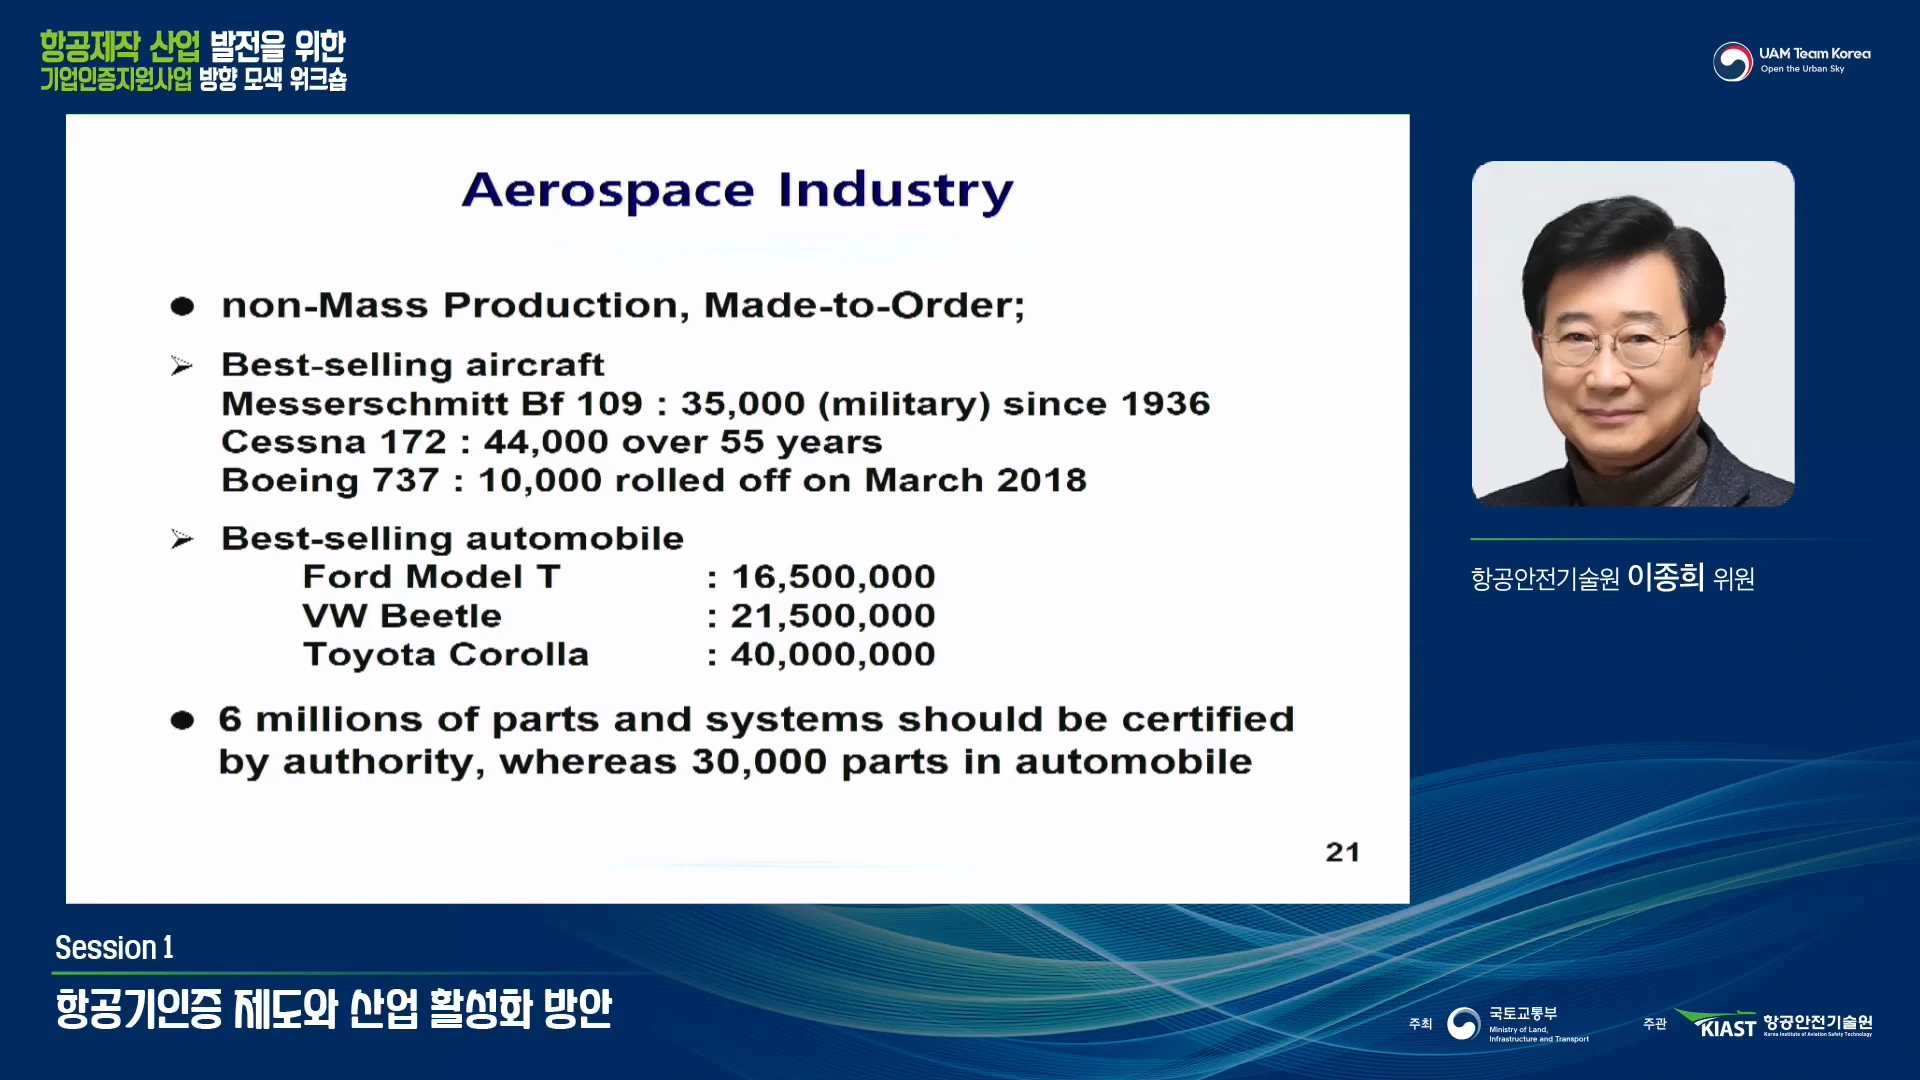 항공제작 산업 발전을 위한
기업인증지원사업 방향 모색 워크숍
UAM Team Korea
Open the Urban Sky
Aerospace Industry
● non-Mass Production, Made-to-Order;
➢ Best-selling aircraft
Messerschmitt Bf 109 : 35,000 (military) since 1936
Cessna 172 : 44,000 over 55 years
Boeing 737 : 10,000 rolled off on March 2018
➢ Best-selling automobile
Ford Model T : 16,500,000
VW Beetle : 21,500,000
Toyota Corolla : 40,000,000
● 6 millions of parts and systems should be certified
by authority, whereas 30,000 parts in automobile
21
항공안전기술원 이종희 위원
Session 1
항공기인증 제도와 산업 활성화 방안
주최 국토교통부
Ministry of Land,
Infrastructure and Transport
주관 KIAST 항공안전기술원
Korea Institute of Aviation Safety Technology